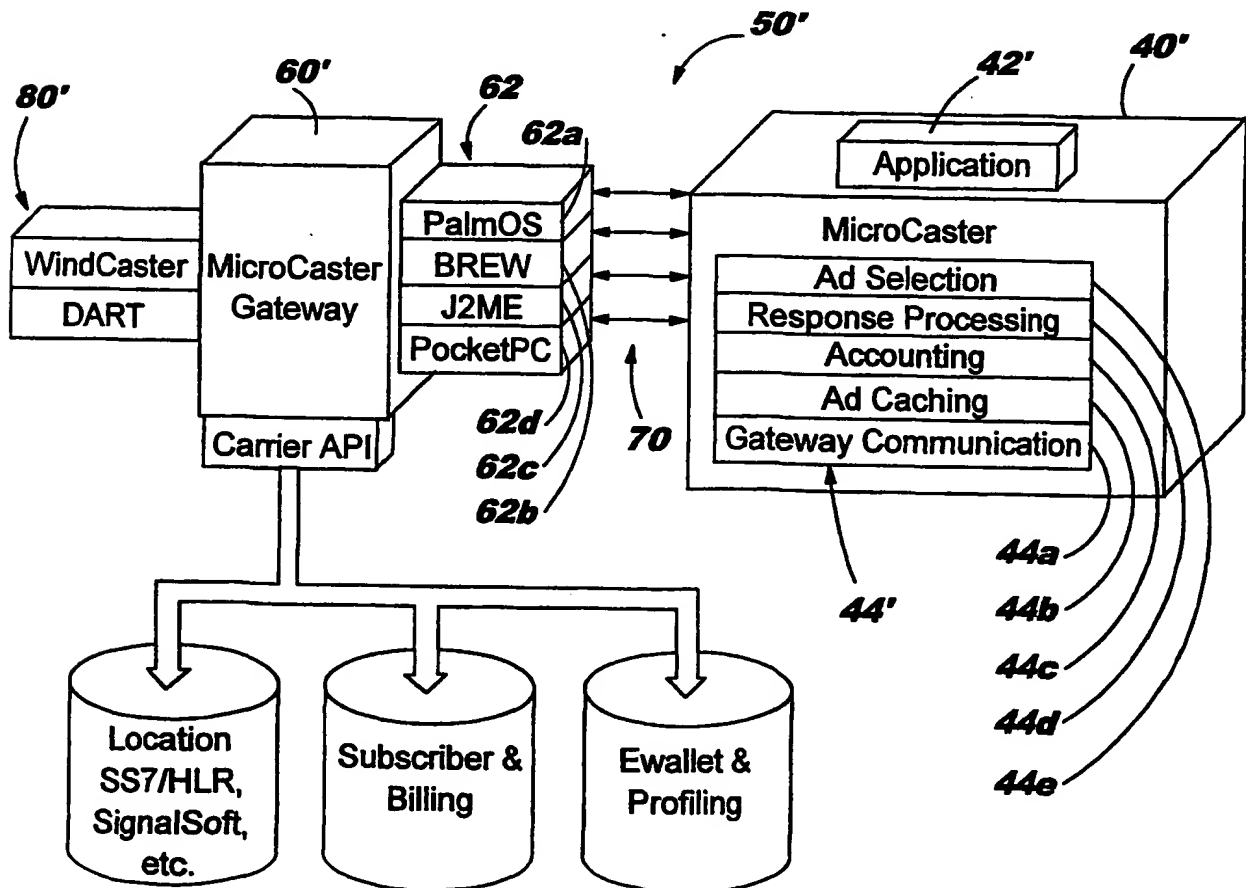 50'
40'
42'
60'
62
80'
62a
Application
PalmOS
MicroCaster
WindCaster
MicroCaster
Gateway
BREW
Ad Selection
DART
J2ME
Response Processing
PocketPC
Accounting
Ad Caching
62d
70
Carrier API
Gateway Communication
62c
62b
44a
44'
44b
44c
44d
44e
Location
SS7/HLR,
SignalSoft,
etc.
Subscriber &
Billing
Ewallet &
Profiling